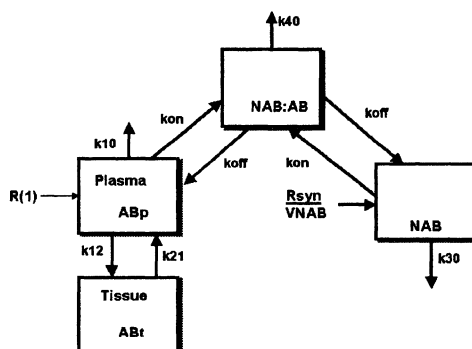 k40
NAB:AB
kon
koff
k10
koff
kon
Plasma
ABp
R(1)
Rsyn
VNAB
NAB
k12
k21
k30
Tissue
ABt